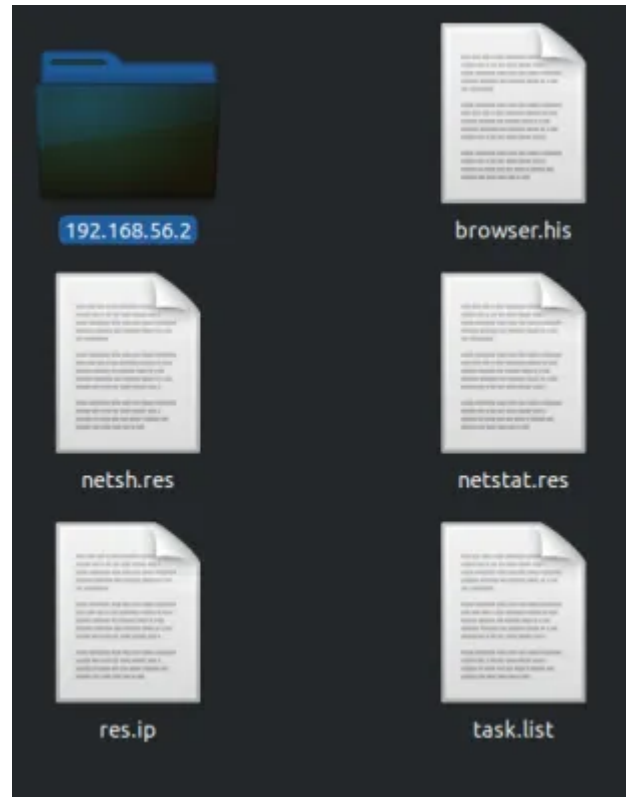 192.168.56.2
browser.his
netsh.res
netstat.res
res.ip
task.list